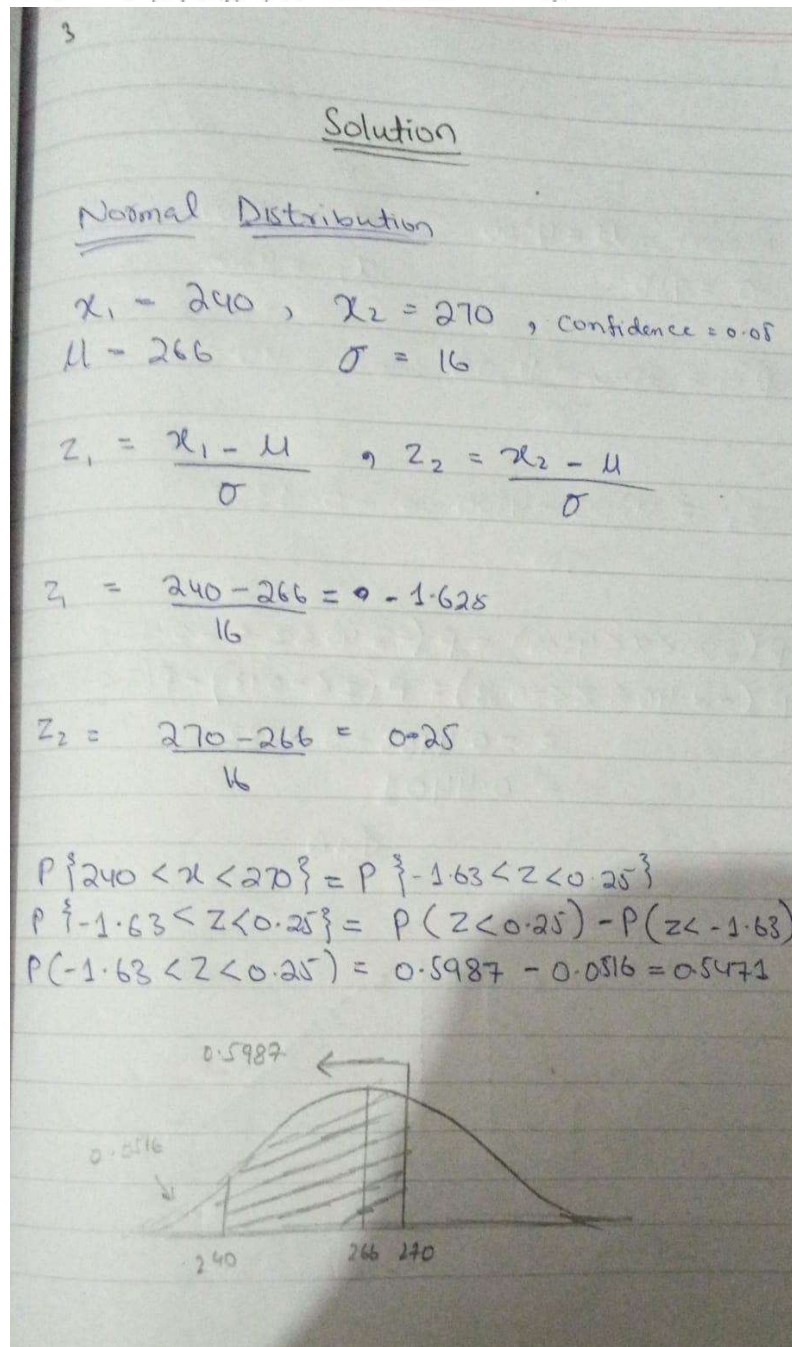 3
Solution
Normal Distribution
x₁ = 240 , x₂ = 270 , confidence = 0.05
μ = 266 σ = 16
z₁ = x₁ - μ / σ , z₂ = x₂ - μ / σ
z₁ = 240 - 266 / 16 = - 1.625
z₂ = 270 - 266 / 16 = 0.25
P{240 < x < 270} = P{-1.63 < Z < 0.25}
P{-1.63 < Z < 0.25} = P(Z < 0.25) - P(Z < -1.63)
P(-1.63 < Z < 0.25) = 0.5987 - 0.0516 = 0.5471
0.5987
0.0516
240 266 270